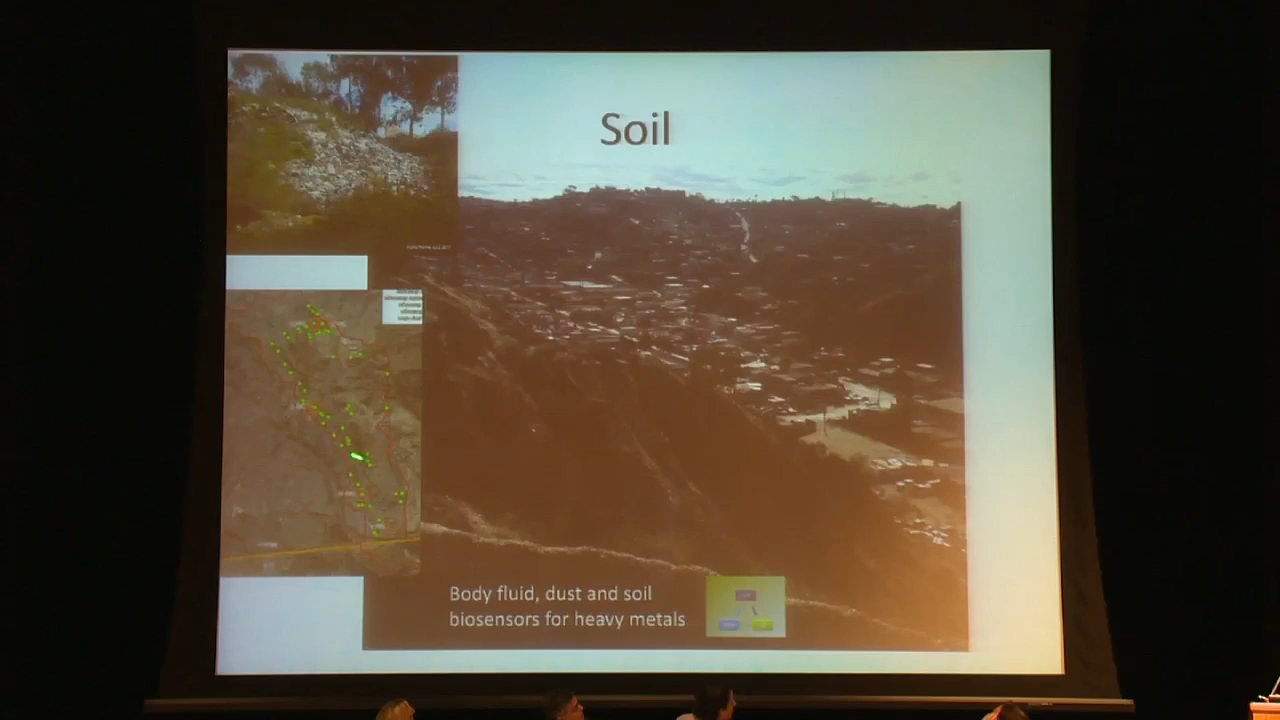 Soil
Body fluid, dust and soil
biosensors for heavy metals